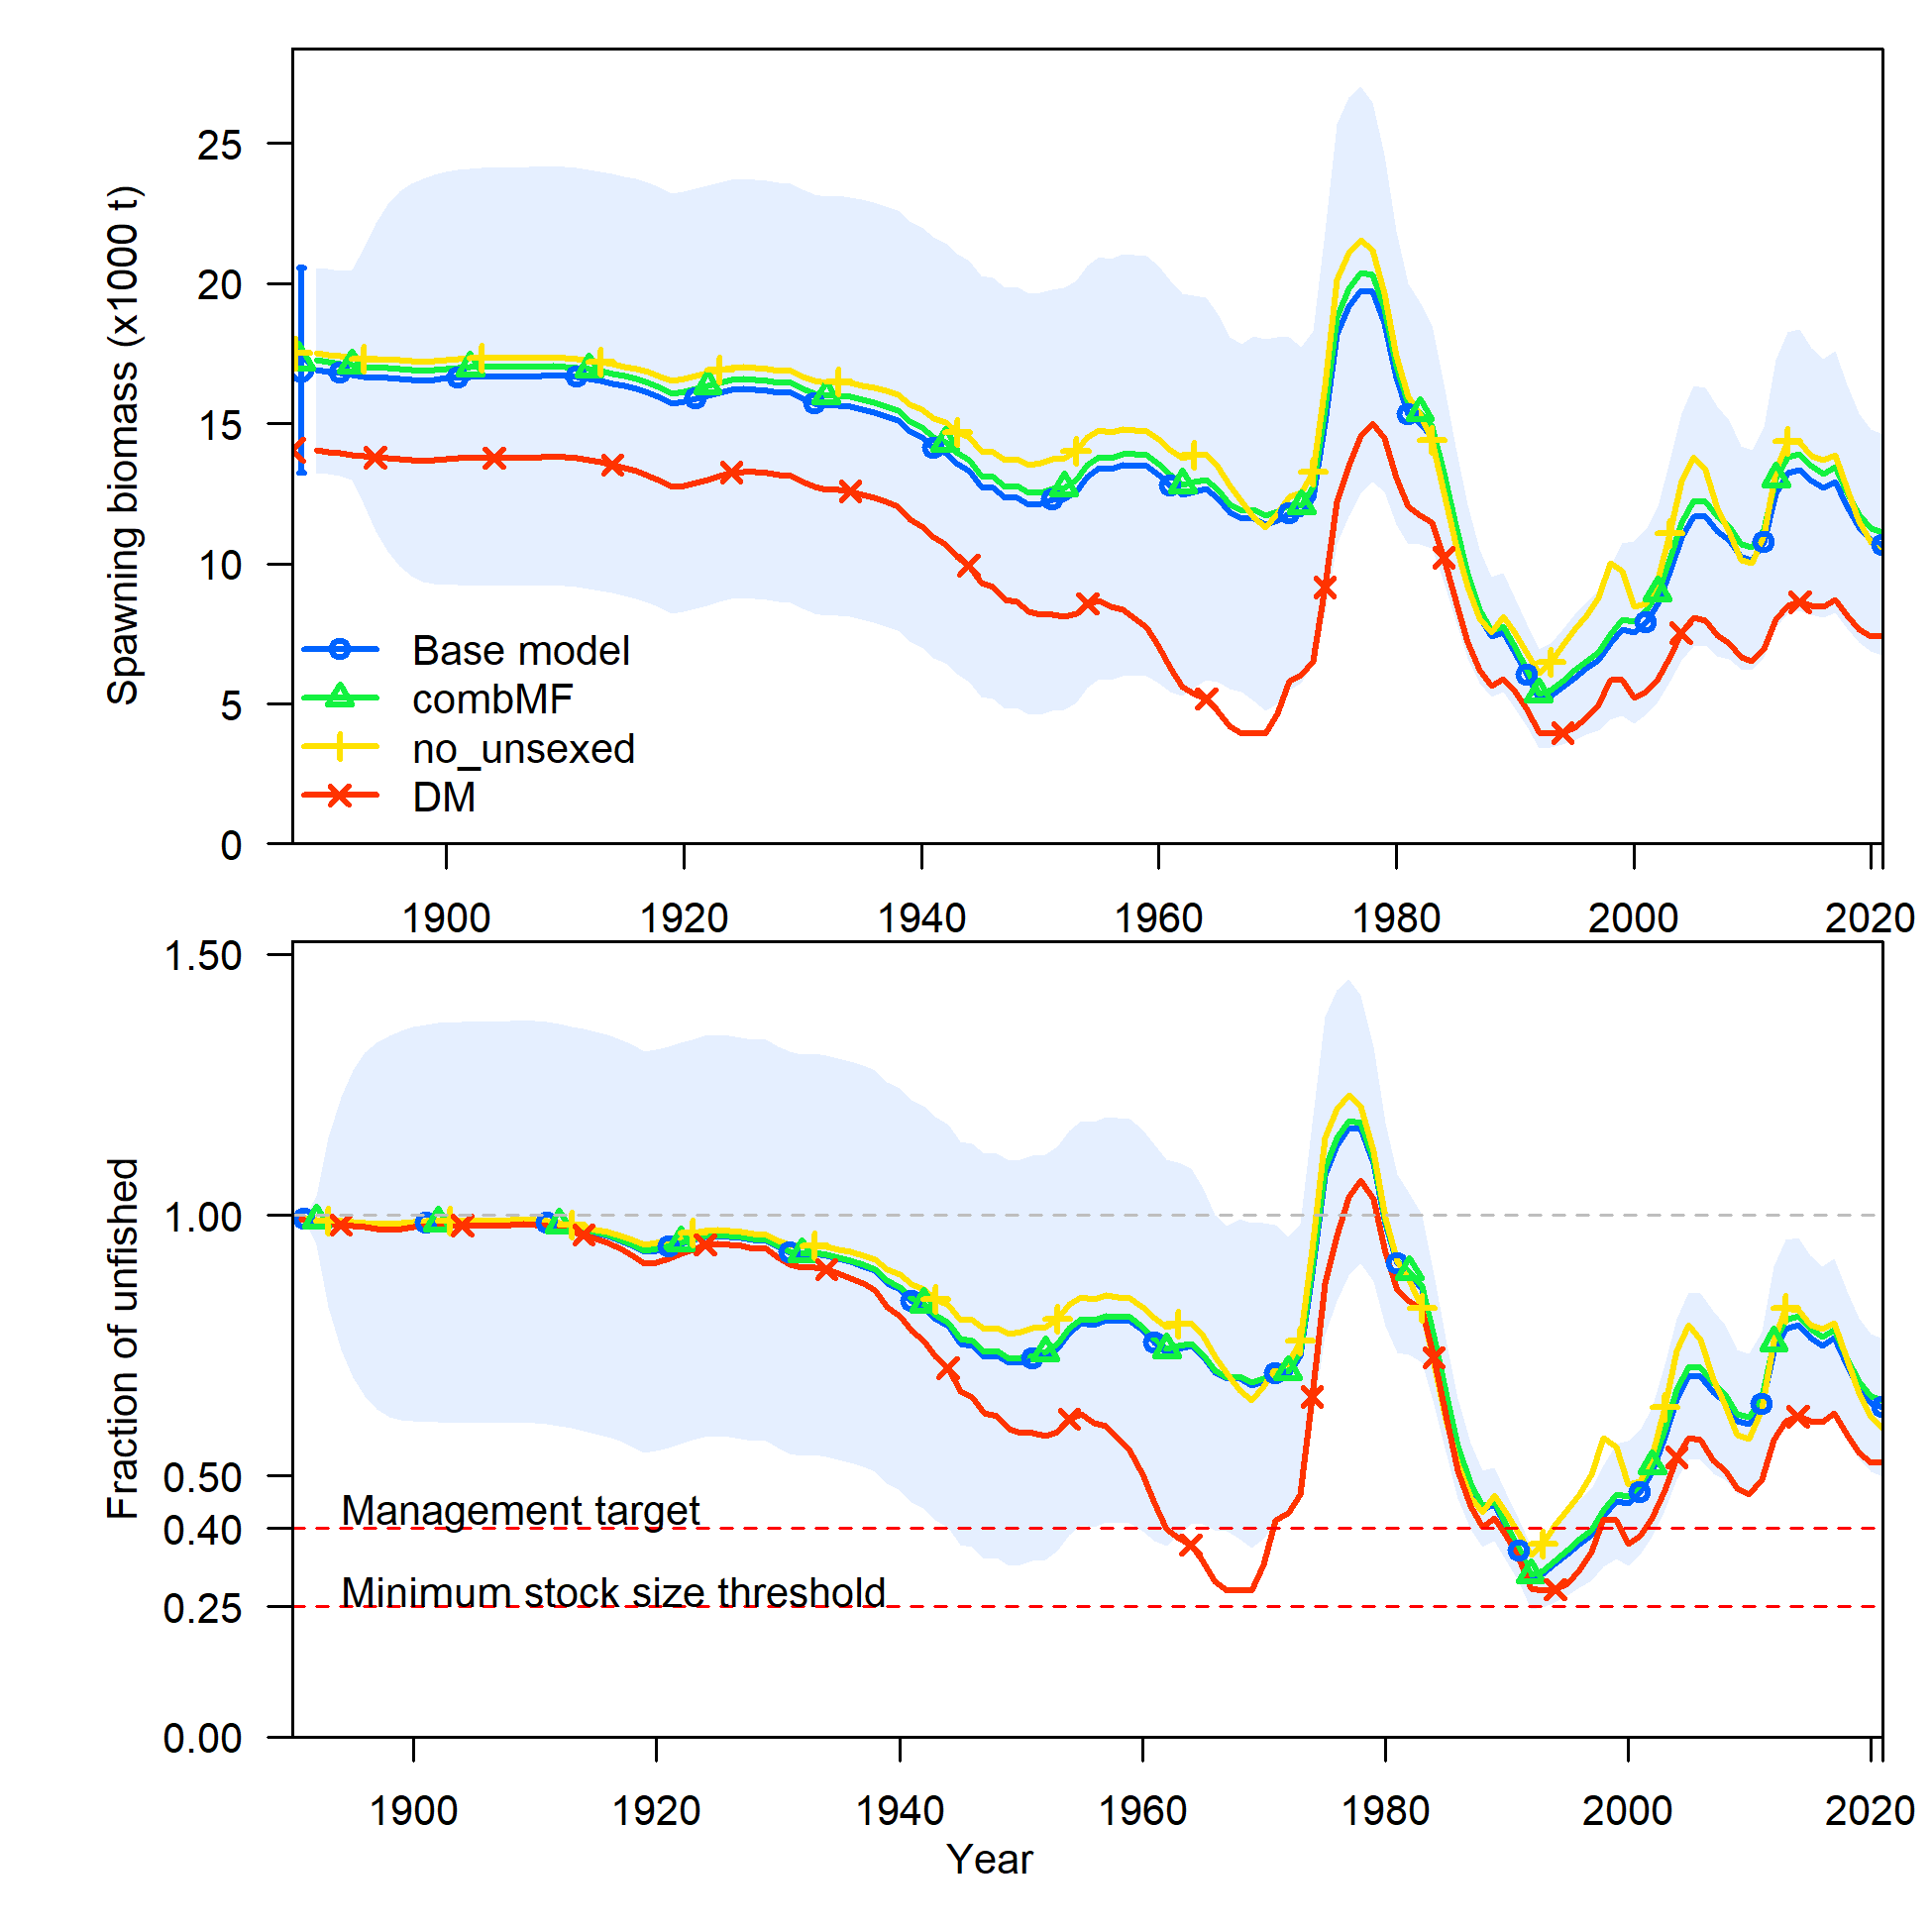 Spawning biomass (x1000 t)
25
20
15
10
5
0
Base model
combMF
no_unsexed
DM
1900 1920 1940 1960 1980 2000 2020
Fraction of unfished
1.50
1.00
0.50
0.40
0.25
0.00
Management target
Minimum stock size threshold
1900 1920 1940 1960 1980 2000 2020
Year